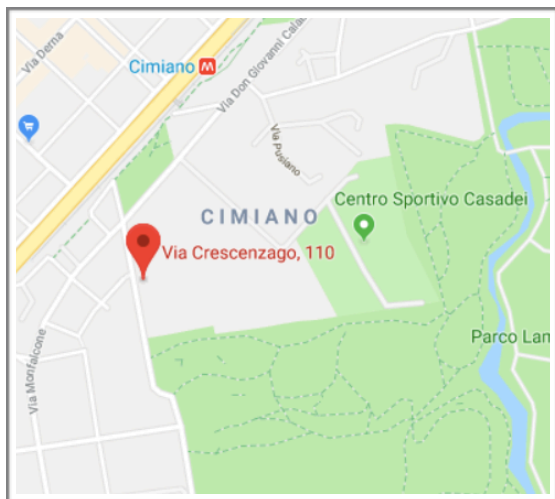 Via Derna
Cimiano M
Via Don Giovanni Cala
Via Pusiano
CIMIANO
Centro Sportivo Casadei
Via Crescenzago, 110
Parco Lam
Via Monfalcone